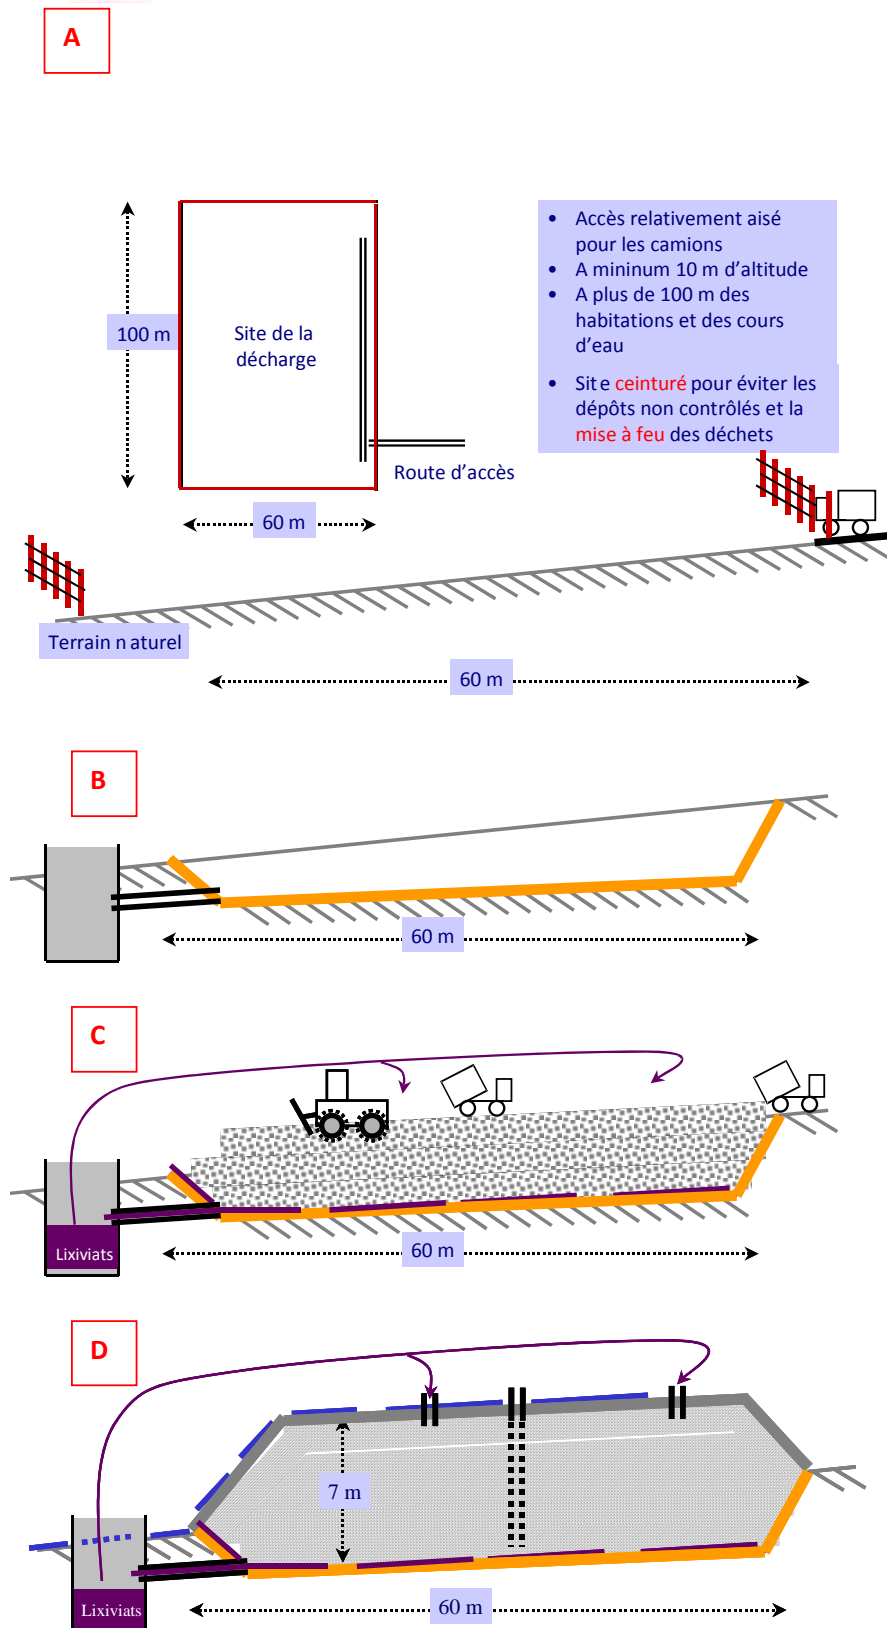 A
100 m
Site de la
décharge
60 m
Route d’accès
• Accès relativement aisé
pour les camions
• A mininum 10 m d’altitude
• A plus de 100 m des
habitations et des cours
d’eau
• Site ceinturé pour éviter les
dépôts non contrôlés et la
mise à feu des déchets
Terrain naturel
60 m
B
60 m
C
Lixiviats
60 m
D
7 m
Lixiviats
60 m